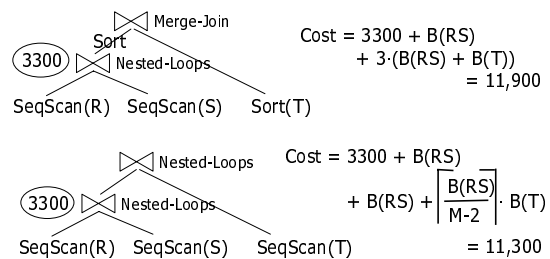 Merge-Join
Sort
Cost = 3300 + B(RS)
3300
Nested-Loops
+ 3·(B(RS) + B(T))
= 11,900
SeqScan(R) SeqScan(S) Sort(T)
Nested-Loops
Cost = 3300 + B(RS)
3300
Nested-Loops
+ B(RS) + ⌈B(RS)/M-2⌉· B(T)
SeqScan(R) SeqScan(S) SeqScan(T)
= 11,300